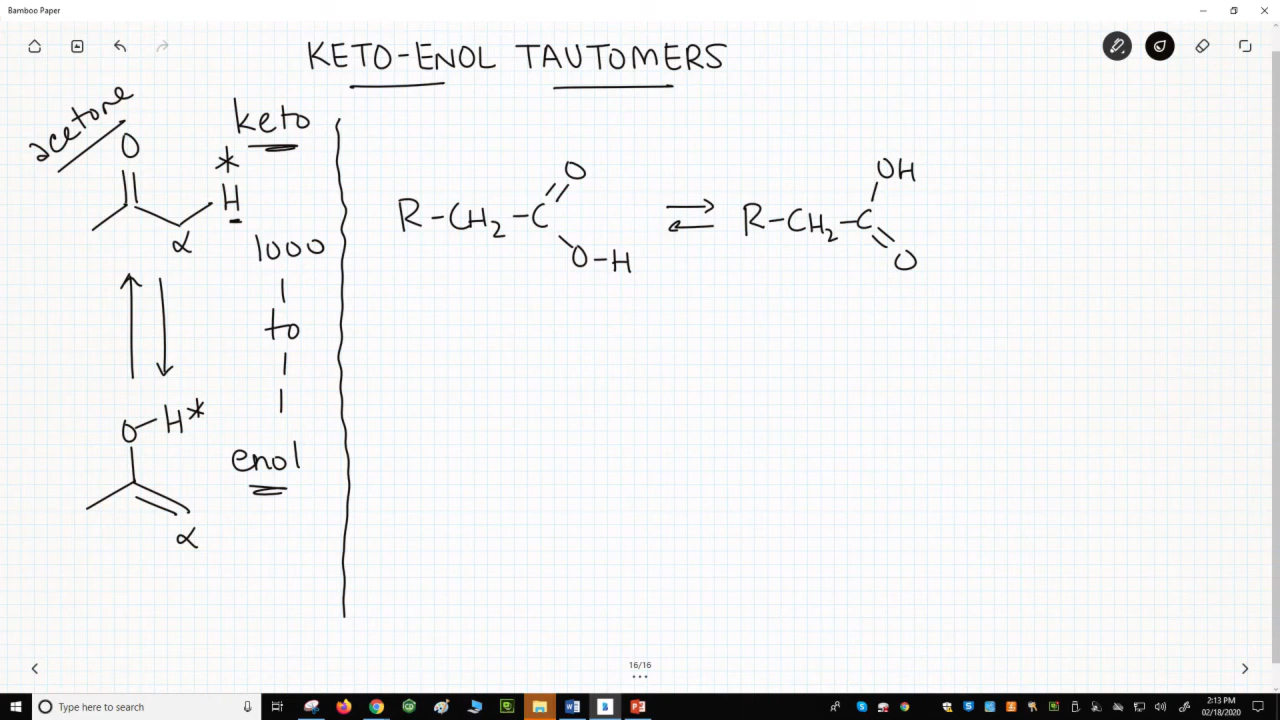 Bamboo Paper
KETO-ENOL TAUTOMERS
acetone
keto
O
*
H
α
1000
to
1
O-H*
enol
α
R-CH2-C
O
O-H
R-CH2-C
OH
O
16/16
Type here to search
2:13 PM
02/18/2020